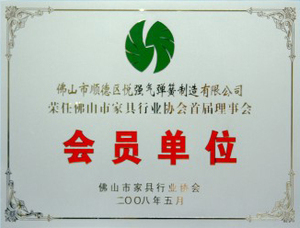 佛山市顺德区悦强气弹簧制造有限公司
荣任佛山市家具行业协会首届理事会
会员单位
佛山市家具行业协会
二〇〇八年五月